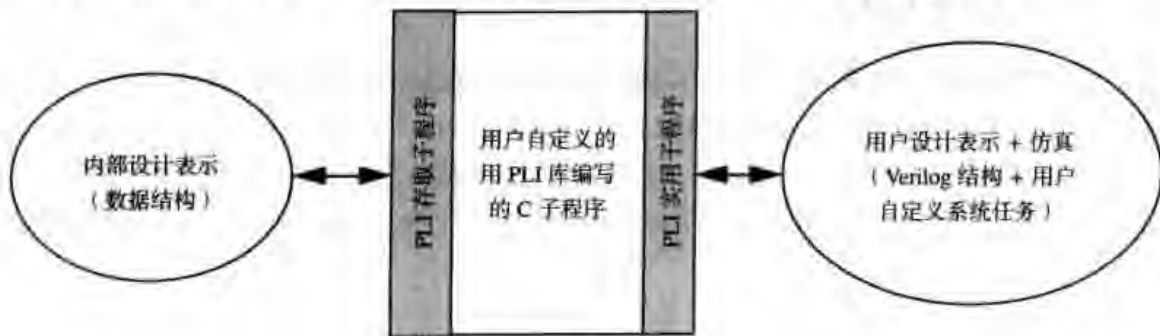 内部设计表示
（数据结构）
PLI 存取子程序
用户自定义的
用 PLI 库编写
的 C 子程序
PLI 实用子程序
用户设计表示 + 仿真
（Verilog 结构 + 用户
自定义系统任务）